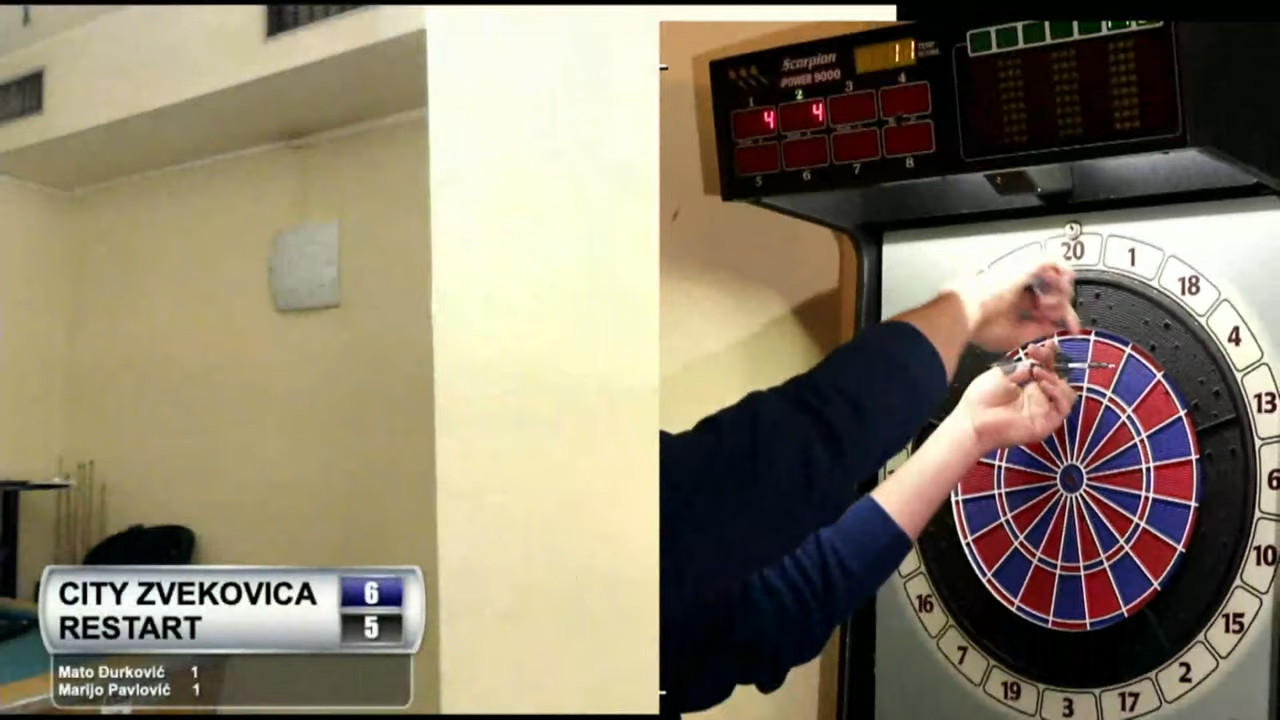 CITY ZVEKOVICA 6
RESTART 5
Mato Đurković 1
Marijo Pavlović 1
Scorpion
POWER 9000
11
1 2 3 4
4 4
5 6 7 8
20
1
18
4
13
6
10
15
2
17
3
19
7
16